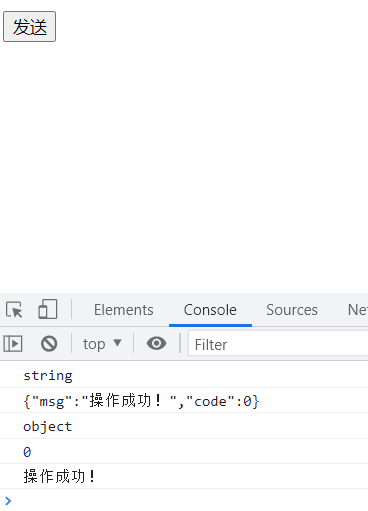 发送
Elements Console Sources Ne
top ▼ Filter
string
{"msg":"操作成功！","code":0}
object
0
操作成功！